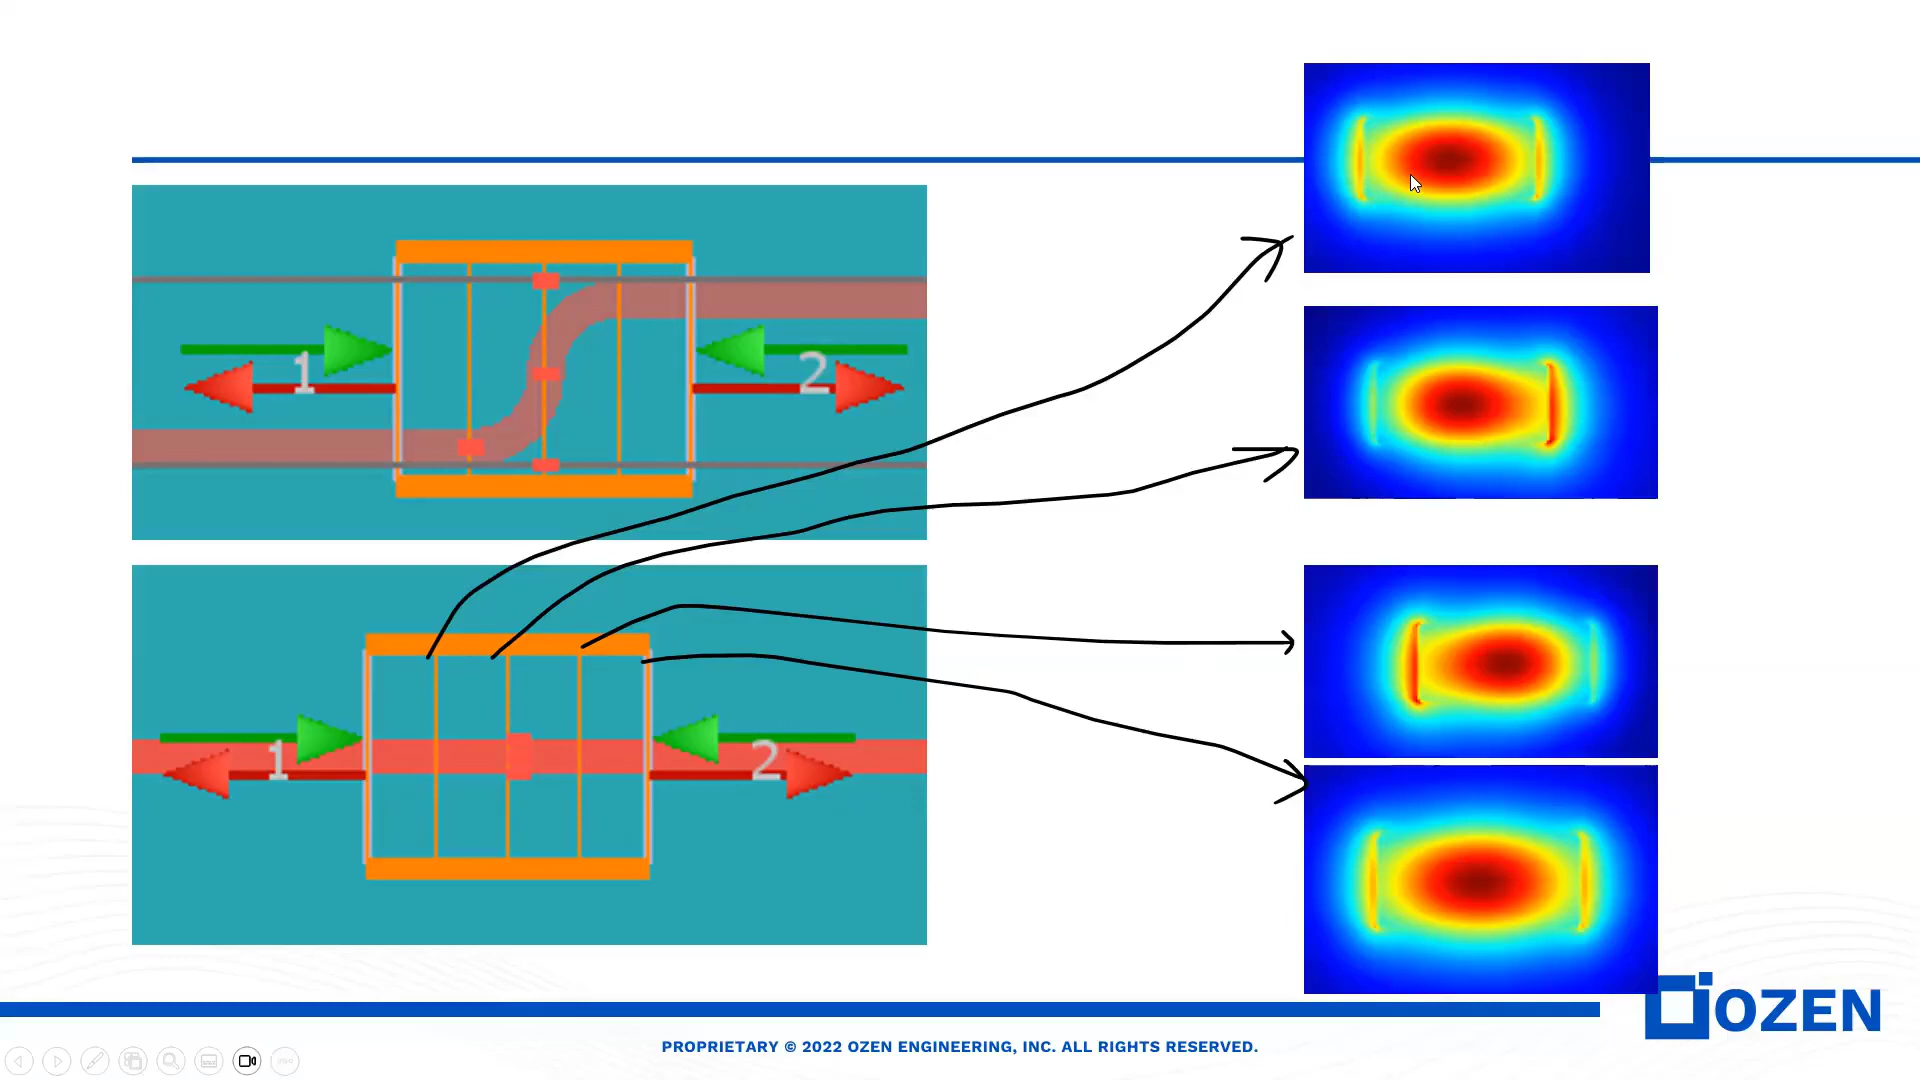 1
2
1
2
OZEN
PROPRIETARY © 2022 OZEN ENGINEERING, INC. ALL RIGHTS RESERVED.